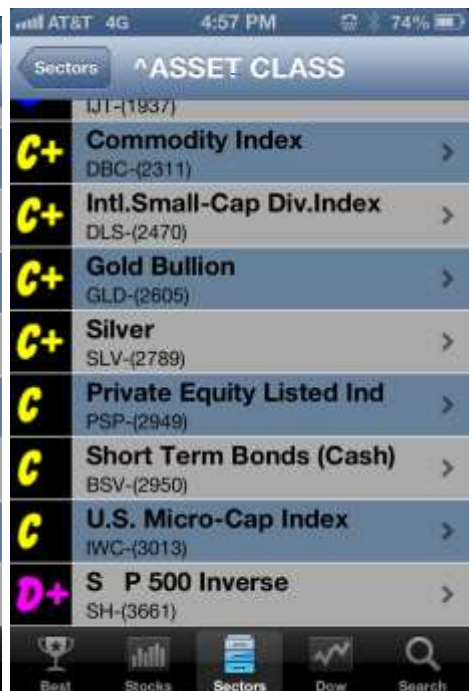 AT&T 4G 4:57 PM 74%
Sectors ^ASSET CLASS
IJT-(1937)
C+ Commodity Index
DBC-(2311)
C+ Intl.Small-Cap Div.Index
DLS-(2470)
C+ Gold Bullion
GLD-(2605)
C+ Silver
SLV-(2789)
C Private Equity Listed Ind
PSP-(2949)
C Short Term Bonds (Cash)
BSV-(2950)
C U.S. Micro-Cap Index
IWC-(3013)
D+ S P 500 Inverse
SH-(3661)
Best Stocks Sectors Dow Search